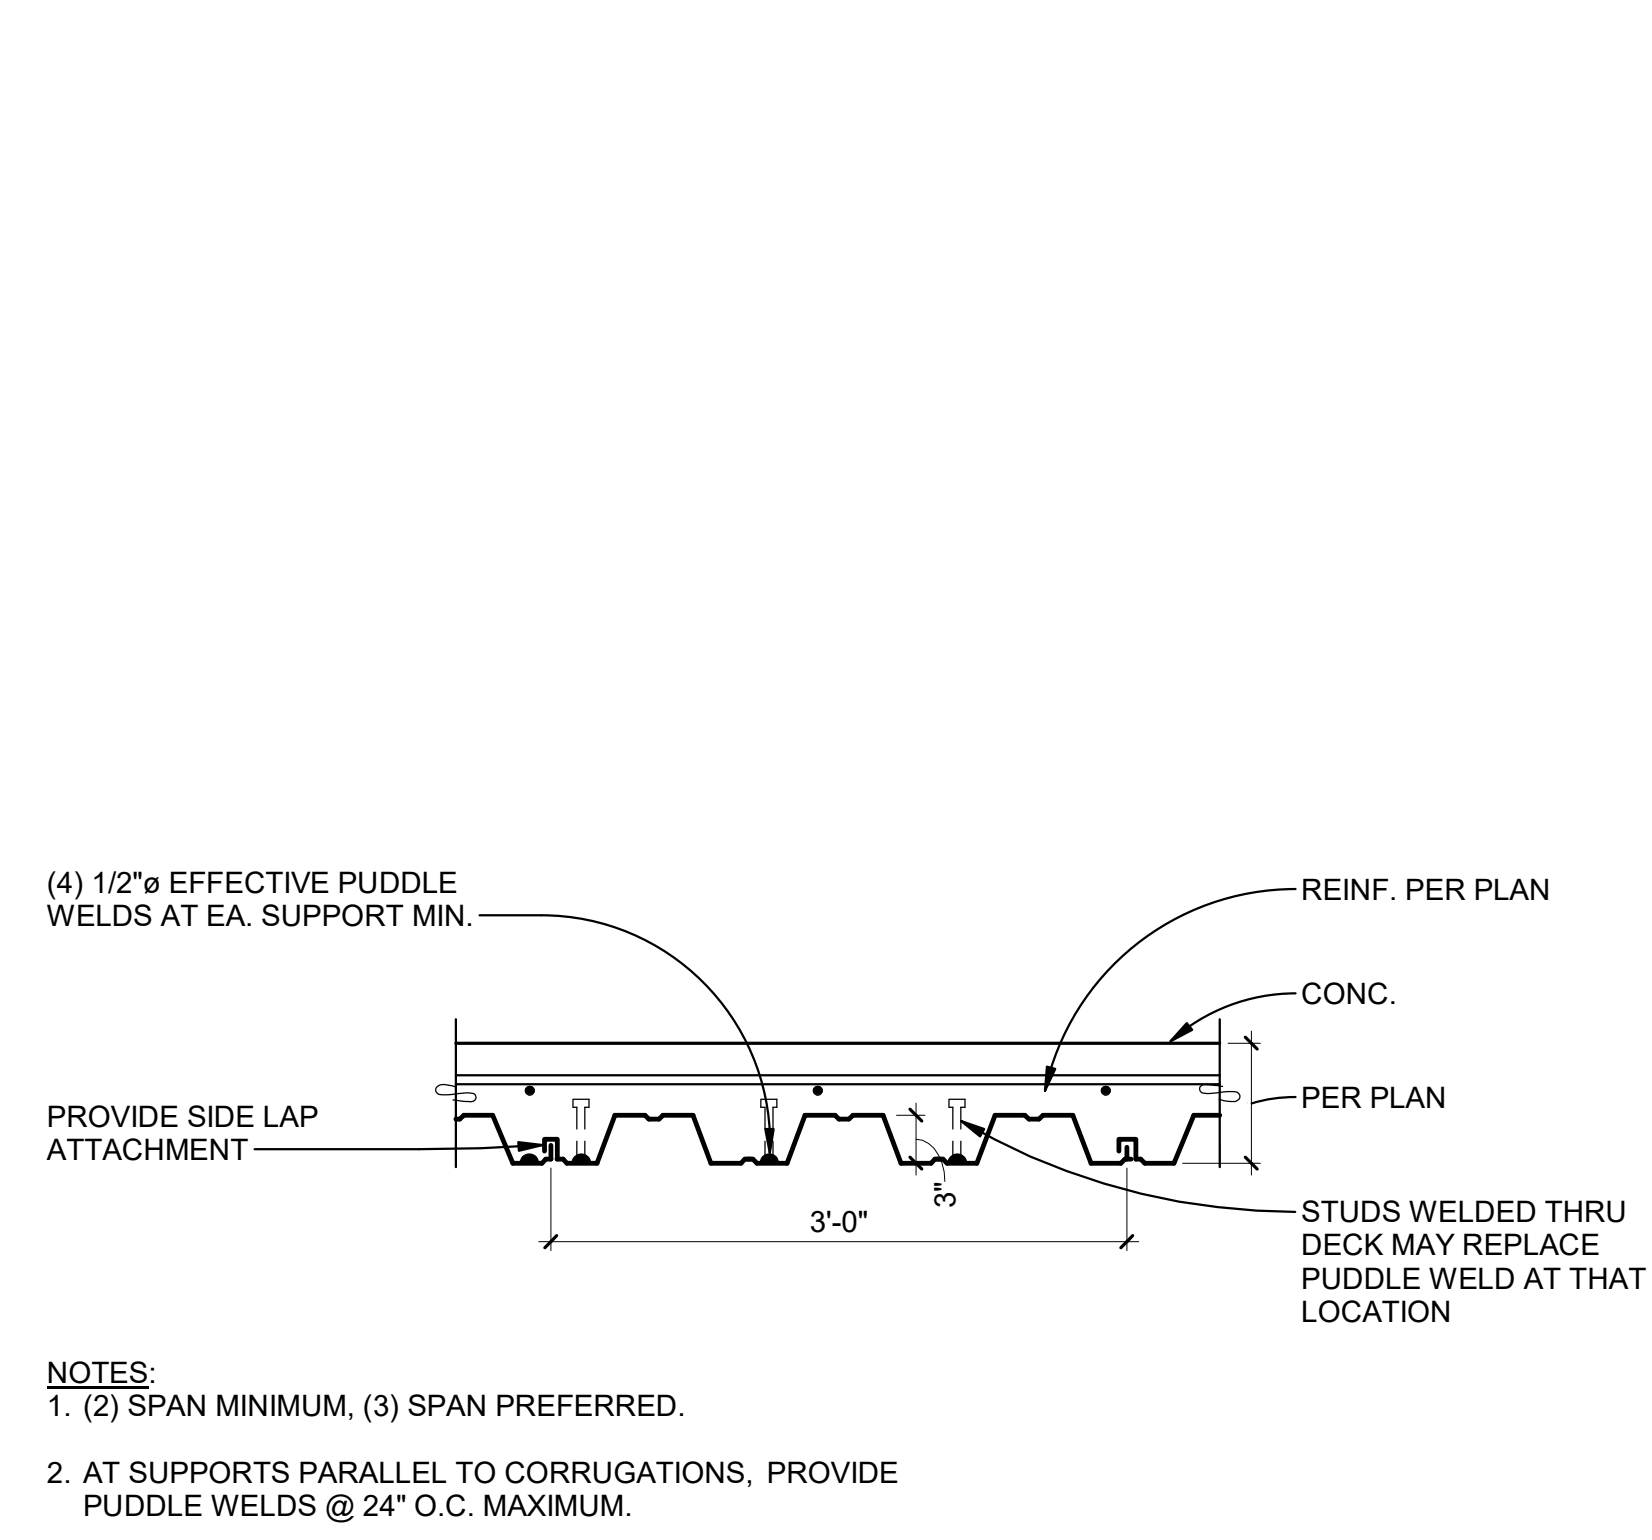 (4) 1/2"ø EFFECTIVE PUDDLE
WELDS AT EA. SUPPORT MIN.
REINF. PER PLAN
CONC.
PER PLAN
PROVIDE SIDE LAP
ATTACHMENT
3"
3'-0"
STUDS WELDED THRU
DECK MAY REPLACE
PUDDLE WELD AT THAT
LOCATION
NOTES:
1. (2) SPAN MINIMUM, (3) SPAN PREFERRED.
2. AT SUPPORTS PARALLEL TO CORRUGATIONS, PROVIDE
PUDDLE WELDS @ 24" O.C. MAXIMUM.